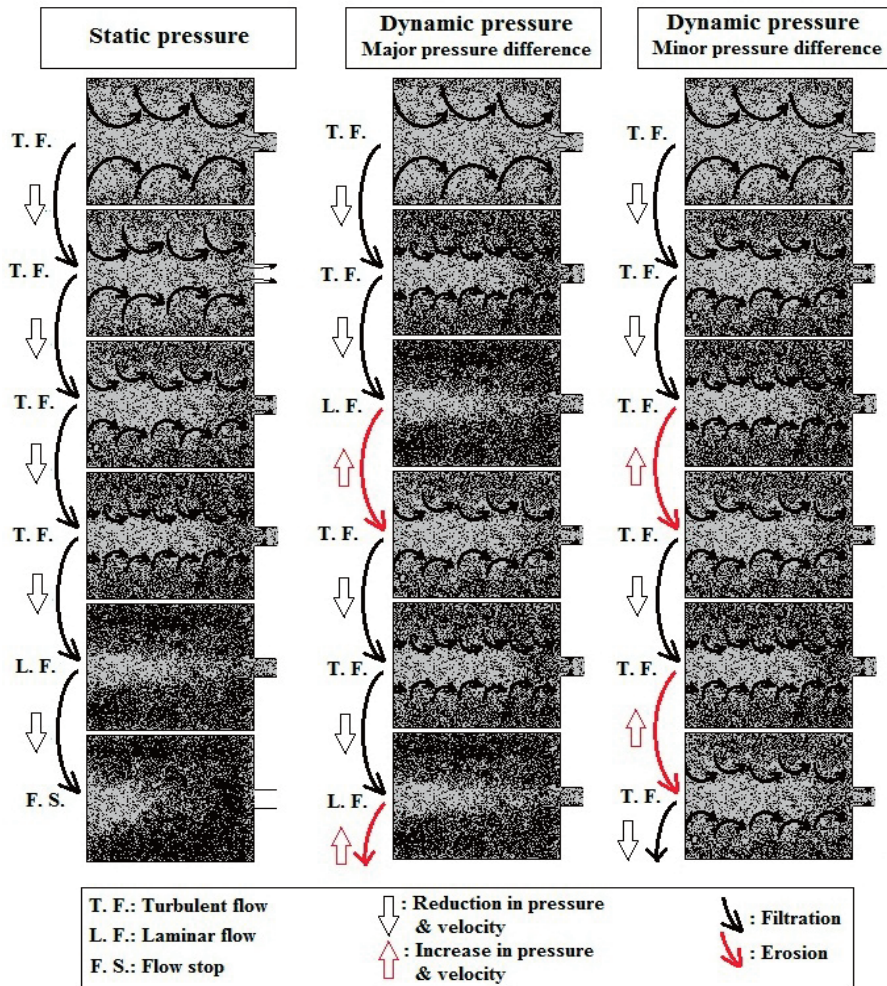 Static pressure
Dynamic pressure
Major pressure difference
Dynamic pressure
Minor pressure difference
T. F.
T. F.
T. F.
T. F.
T. F.
T. F.
T. F.
L. F.
T. F.
T. F.
T. F.
T. F.
L. F.
T. F.
T. F.
F. S.
L. F.
T. F.
T. F.: Turbulent flow
L. F.: Laminar flow
F. S.: Flow stop
: Reduction in pressure
& velocity
: Increase in pressure
& velocity
: Filtration
: Erosion